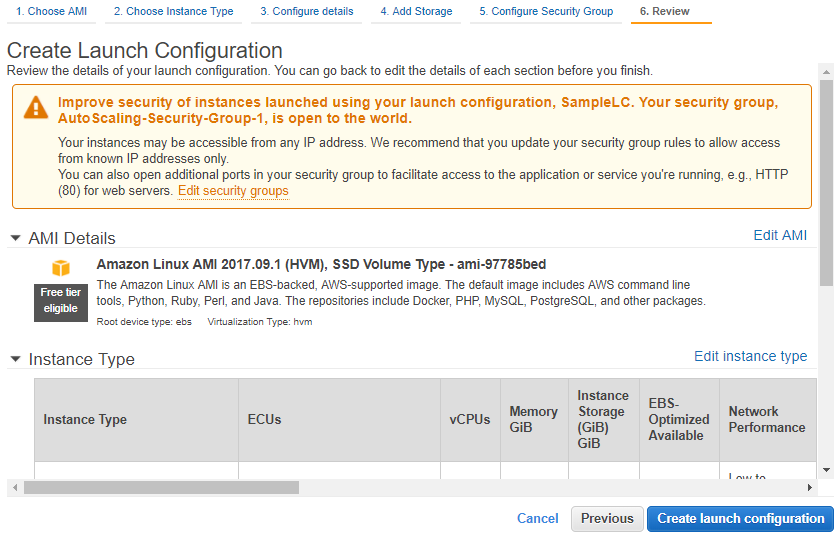 1. Choose AMI 2. Choose Instance Type 3. Configure details 4. Add Storage 5. Configure Security Group 6. Review
Create Launch Configuration
Review the details of your launch configuration. You can go back to edit the details of each section before you finish.
Improve security of instances launched using your launch configuration, SampleLC. Your security group,
AutoScaling-Security-Group-1, is open to the world.
Your instances may be accessible from any IP address. We recommend that you update your security group rules to allow access
from known IP addresses only.
You can also open additional ports in your security group to facilitate access to the application or service you're running, e.g., HTTP
(80) for web servers. Edit security groups
AMI Details Edit AMI
Amazon Linux AMI 2017.09.1 (HVM), SSD Volume Type - ami-97785bed
Free tier
eligible
The Amazon Linux AMI is an EBS-backed, AWS-supported image. The default image includes AWS command line
tools, Python, Ruby, Perl, and Java. The repositories include Docker, PHP, MySQL, PostgreSQL, and other packages.
Root device type: ebs Virtualization Type: hvm
Instance Type Edit instance type
Instance Type
ECUs
vCPUs
Memory
GiB
Instance
Storage
(GiB)
GiB
EBS-
Optimized
Available
Network
Performance
Low to
Cancel Previous Create launch configuration